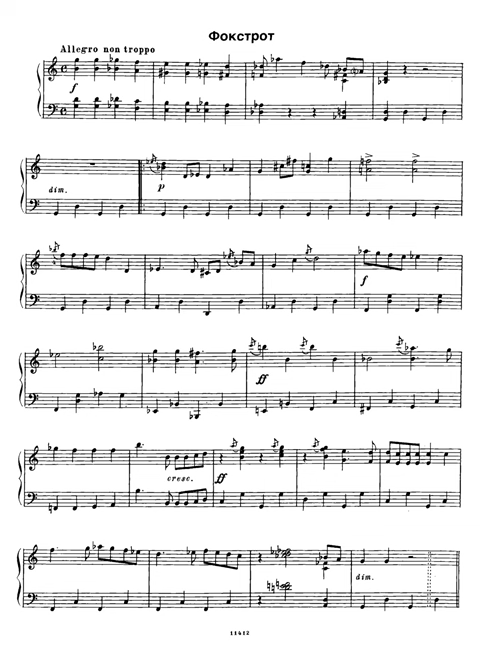 Фокстрот
Allegro non troppo
f
dim.
p
f
ff
cresc.
ff
dim.
11412